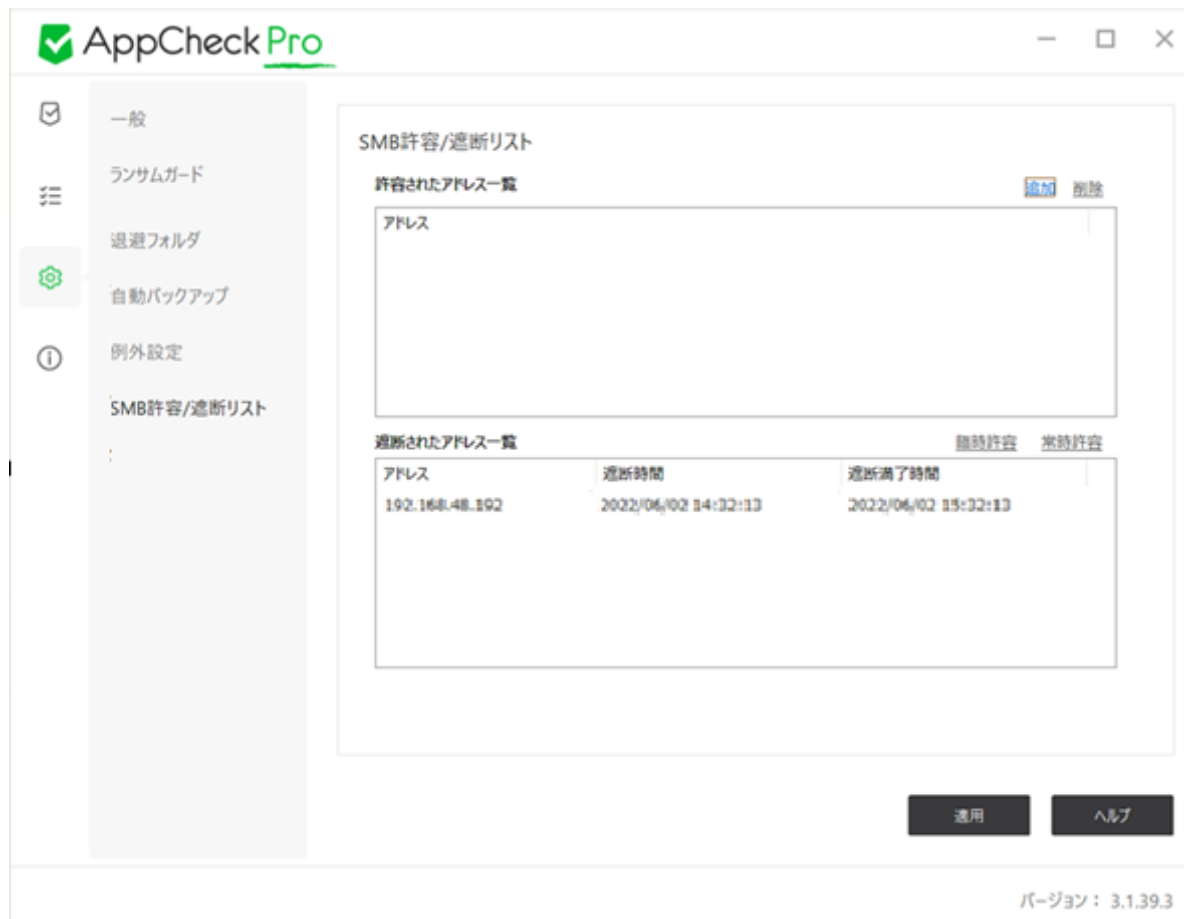 AppCheck Pro
一般
ランサムガード
退避フォルダ
自動バックアップ
例外設定
SMB許容/遮断リスト
SMB許容/遮断リスト
許容されたアドレス一覧 追加 削除
アドレス
遮断されたアドレス一覧 臨時許容 常時許容
アドレス 遮断時間 遮断満了時間
192.168.48.192 2022/06/02 14:32:13 2022/06/02 15:32:13
適用 ヘルプ
バージョン： 3.1.39.3